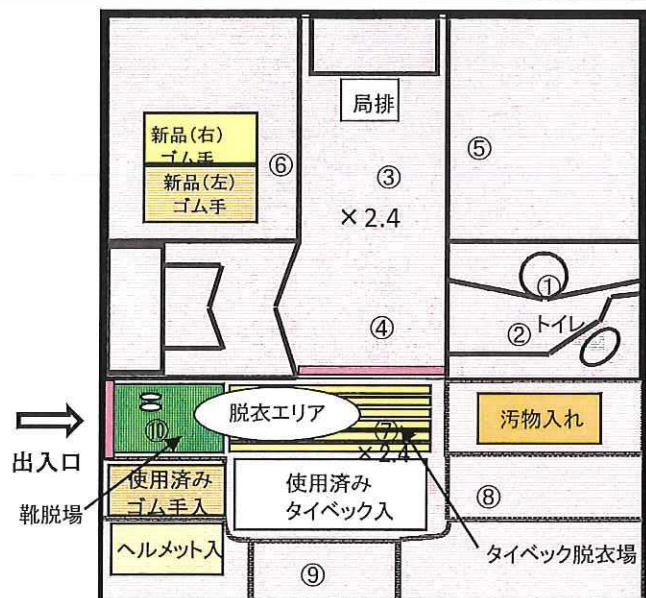 局排
新品(右)
ゴム手
新品(左)
ゴム手
⑥
③
×2.4
⑤
①
②
トイレ
④
出入口
⑩
脱衣エリア
⑦
×2.4
汚物入れ
靴脱場
使用済み
ゴム手入
使用済み
タイベック入
⑧
ヘルメット入
⑨
タイベック脱衣場